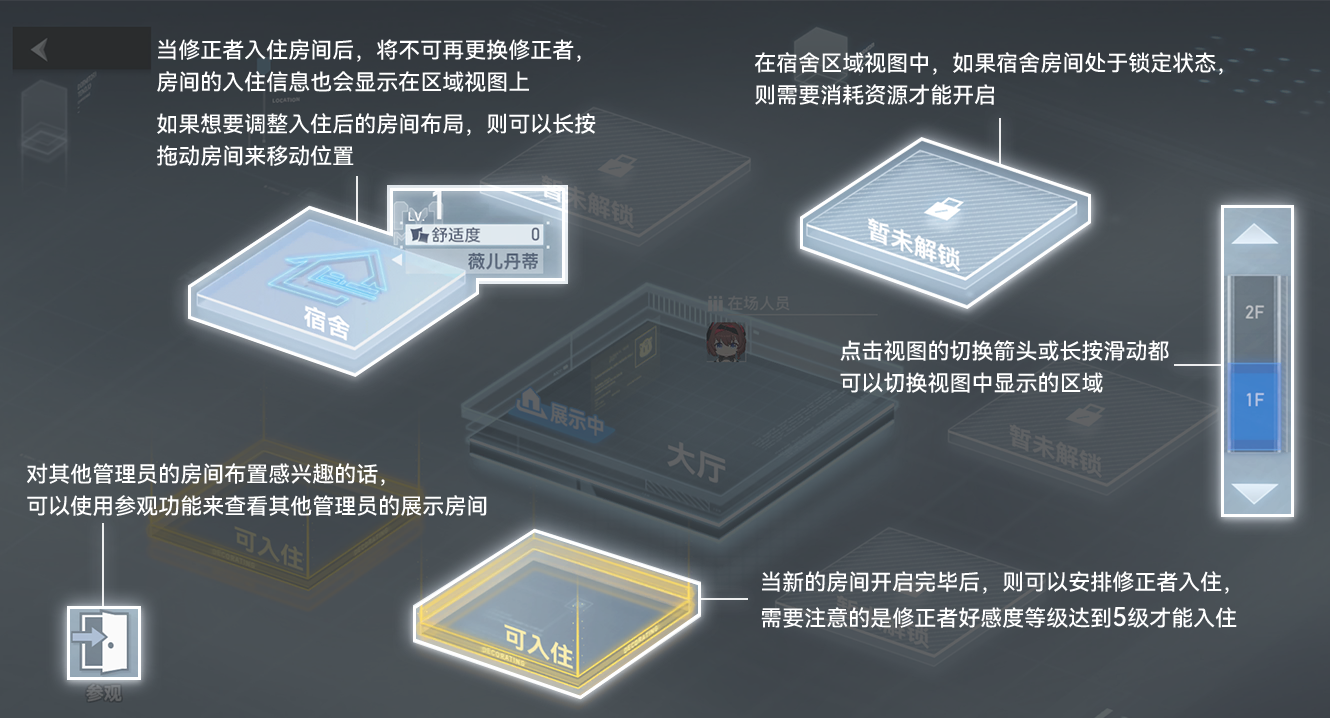 当修正者入住房间后，将不可再更换修正者，
房间的入住信息也会显示在区域视图上
LOCATION
如果想要调整入住后的房间布局，则可以长按
拖动房间来移动位置
在宿舍区域视图中，如果宿舍房间处于锁定状态，
则需要消耗资源才能开启
暂未解锁
LV. 1
舒适度 0
薇儿丹蒂
宿舍
暂未解锁
在场人员
2F
1F
点击视图的切换箭头或长按滑动都
可以切换视图中显示的区域
展示中
大厅
暂未解锁
对其他管理员的房间布置感兴趣的话，
可以使用参观功能来查看其他管理员的展示房间
可入住
可入住
DECORATING
DECORATING
当新的房间开启完毕后，则可以安排修正者入住，
需要注意的是修正者好感度等级达到5级才能入住
参观